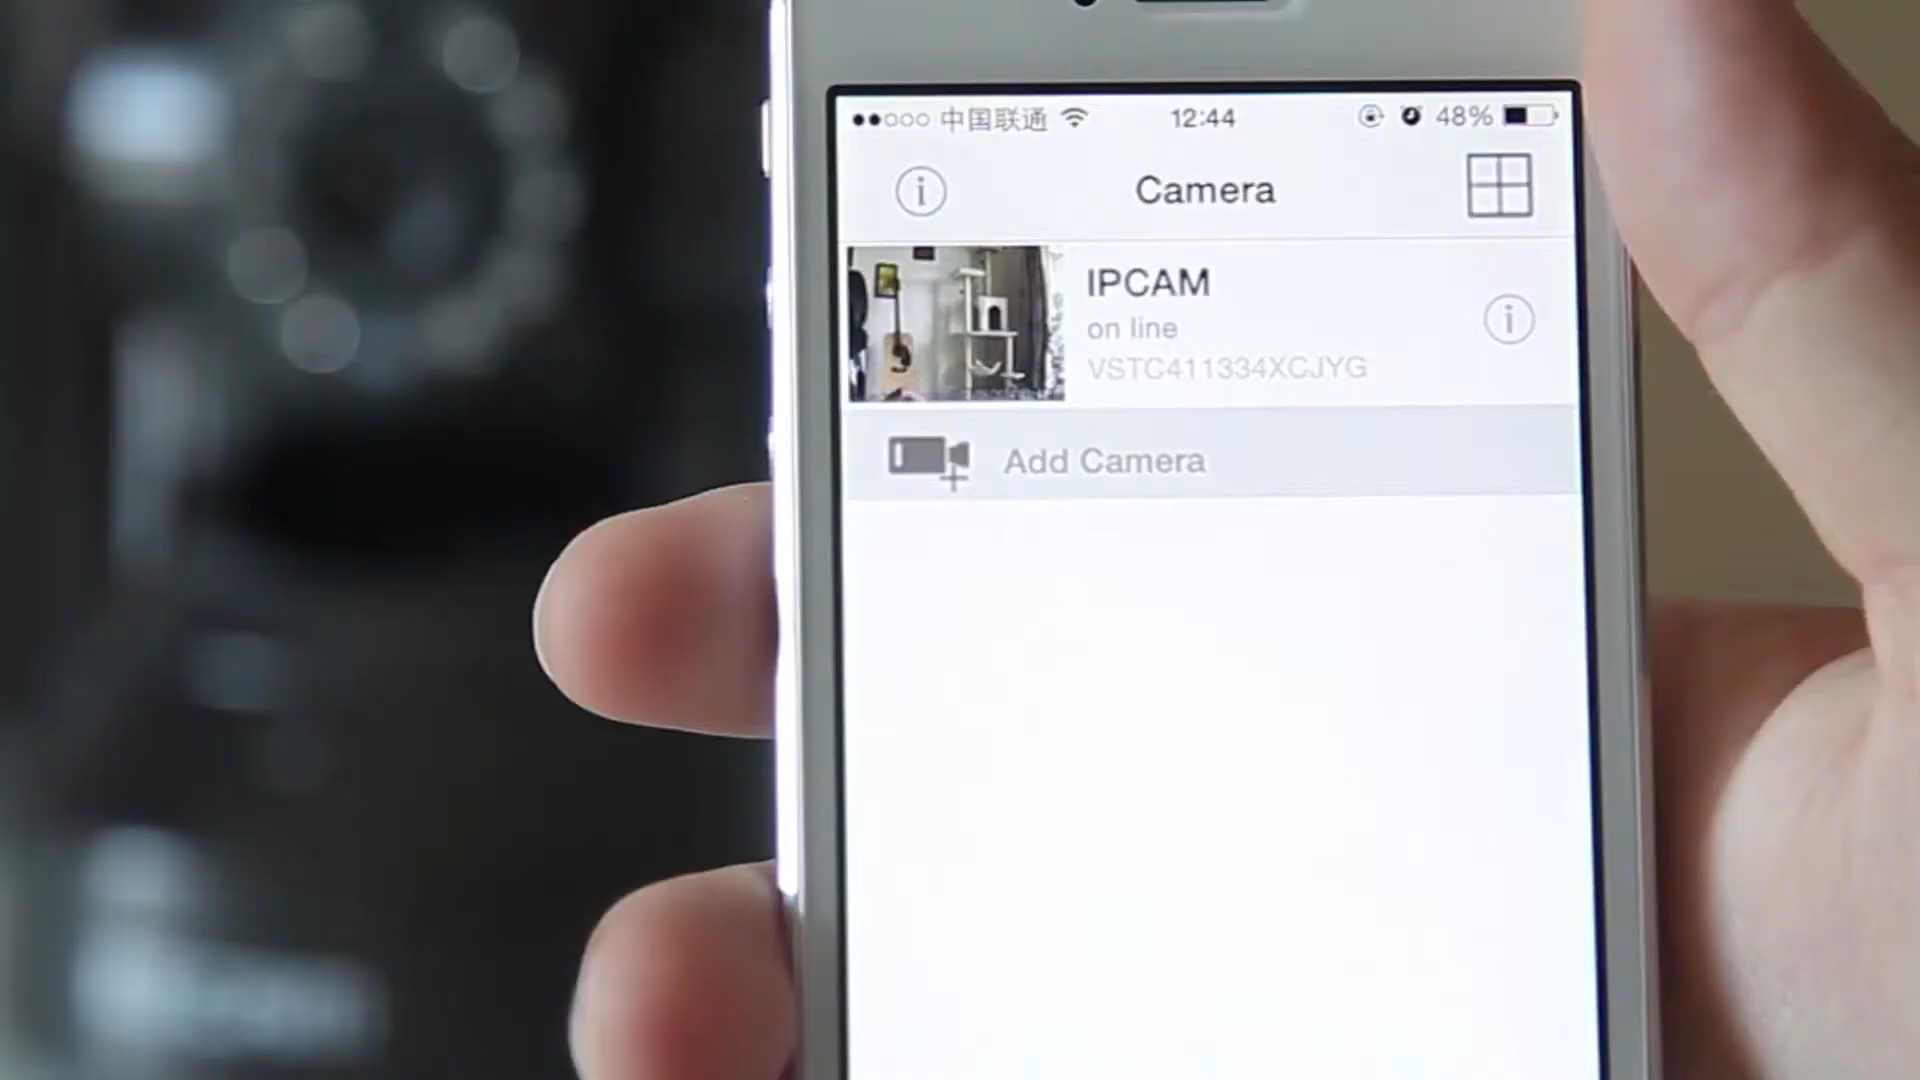 中国联通
12:44
48%
Camera
IPCAM
on line
VSTC411334XCJYG
Add Camera